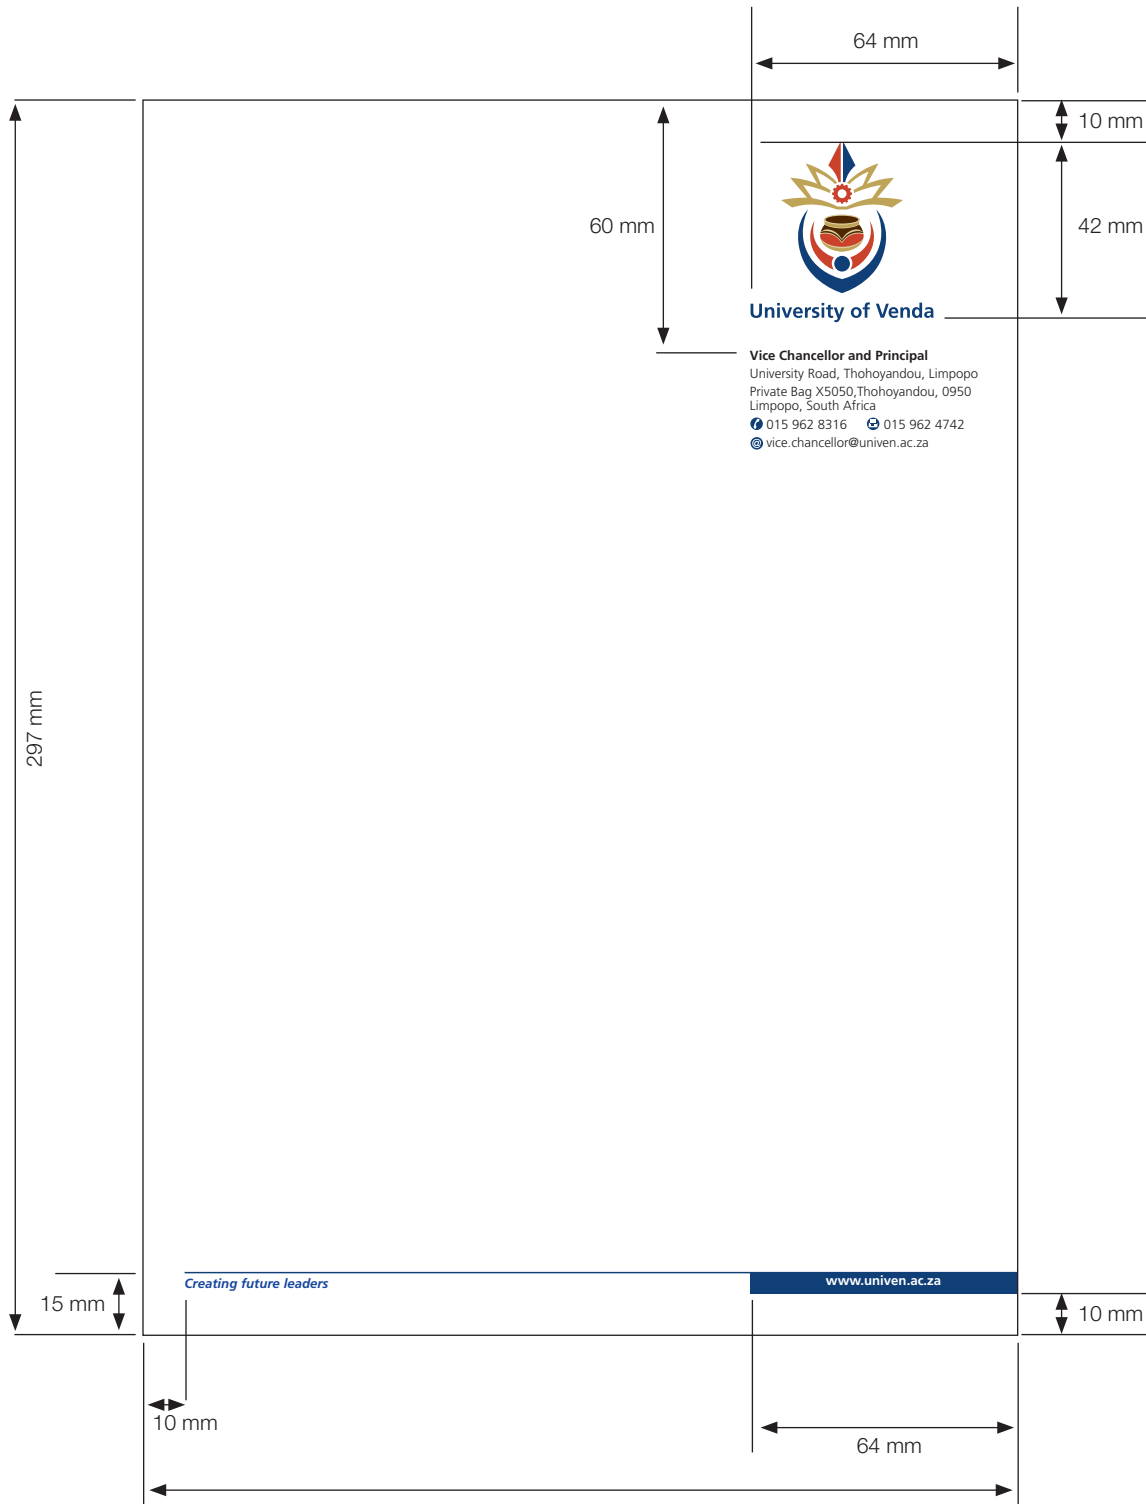 64 mm
10 mm
60 mm
42 mm
University of Venda
Vice Chancellor and Principal
University Road, Thohoyandou, Limpopo
Private Bag X5050,Thohoyandou, 0950
Limpopo, South Africa
015 962 8316 015 962 4742
@ vice.chancellor@univen.ac.za
297 mm
Creating future leaders
www.univen.ac.za
15 mm
10 mm
10 mm
64 mm